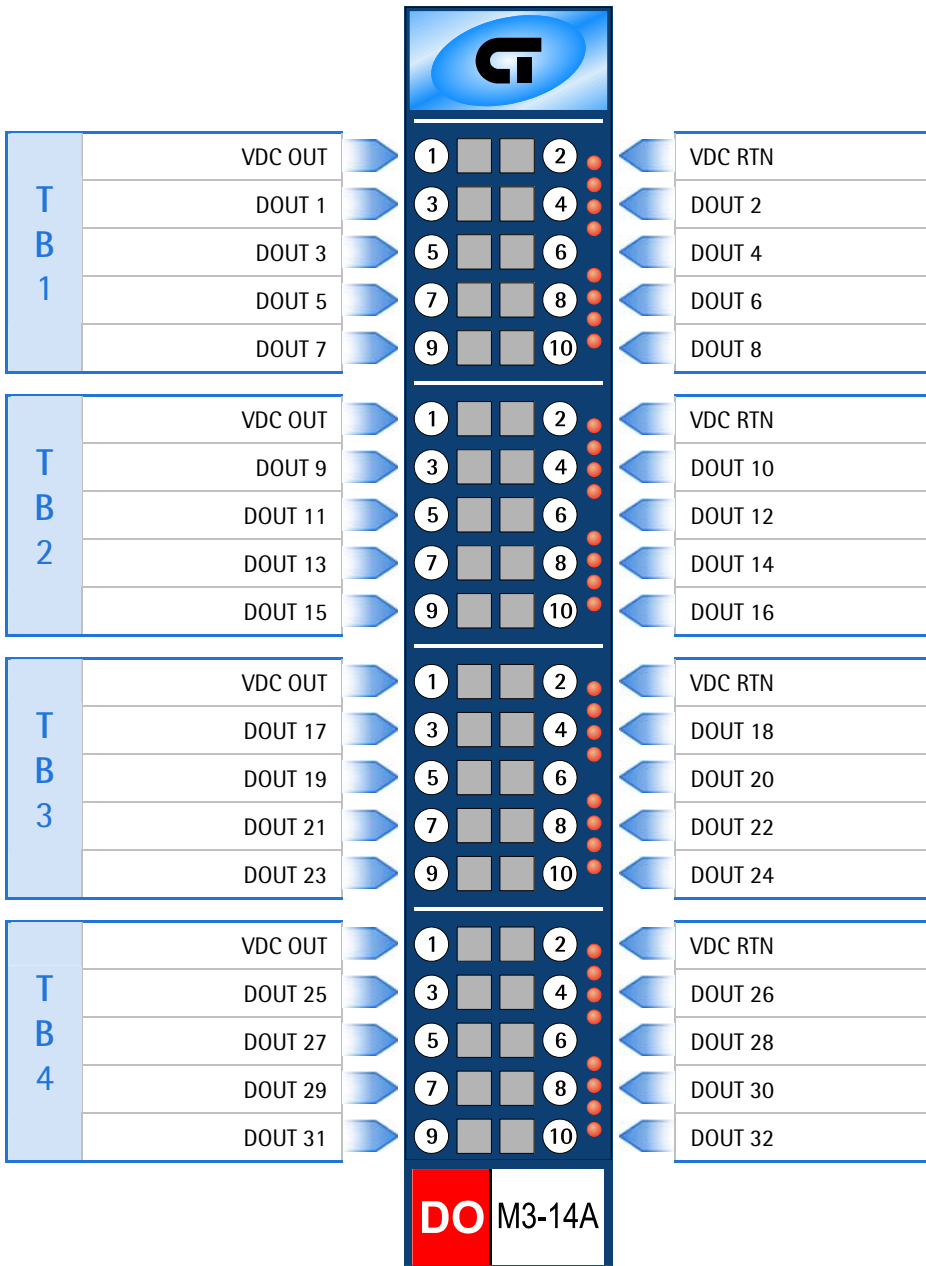 CT
TB1
VDC OUT 1 2 VDC RTN
DOUT 1 3 4 DOUT 2
DOUT 3 5 6 DOUT 4
DOUT 5 7 8 DOUT 6
DOUT 7 9 10 DOUT 8
TB2
VDC OUT 1 2 VDC RTN
DOUT 9 3 4 DOUT 10
DOUT 11 5 6 DOUT 12
DOUT 13 7 8 DOUT 14
DOUT 15 9 10 DOUT 16
TB3
VDC OUT 1 2 VDC RTN
DOUT 17 3 4 DOUT 18
DOUT 19 5 6 DOUT 20
DOUT 21 7 8 DOUT 22
DOUT 23 9 10 DOUT 24
TB4
VDC OUT 1 2 VDC RTN
DOUT 25 3 4 DOUT 26
DOUT 27 5 6 DOUT 28
DOUT 29 7 8 DOUT 30
DOUT 31 9 10 DOUT 32
DO M3-14A